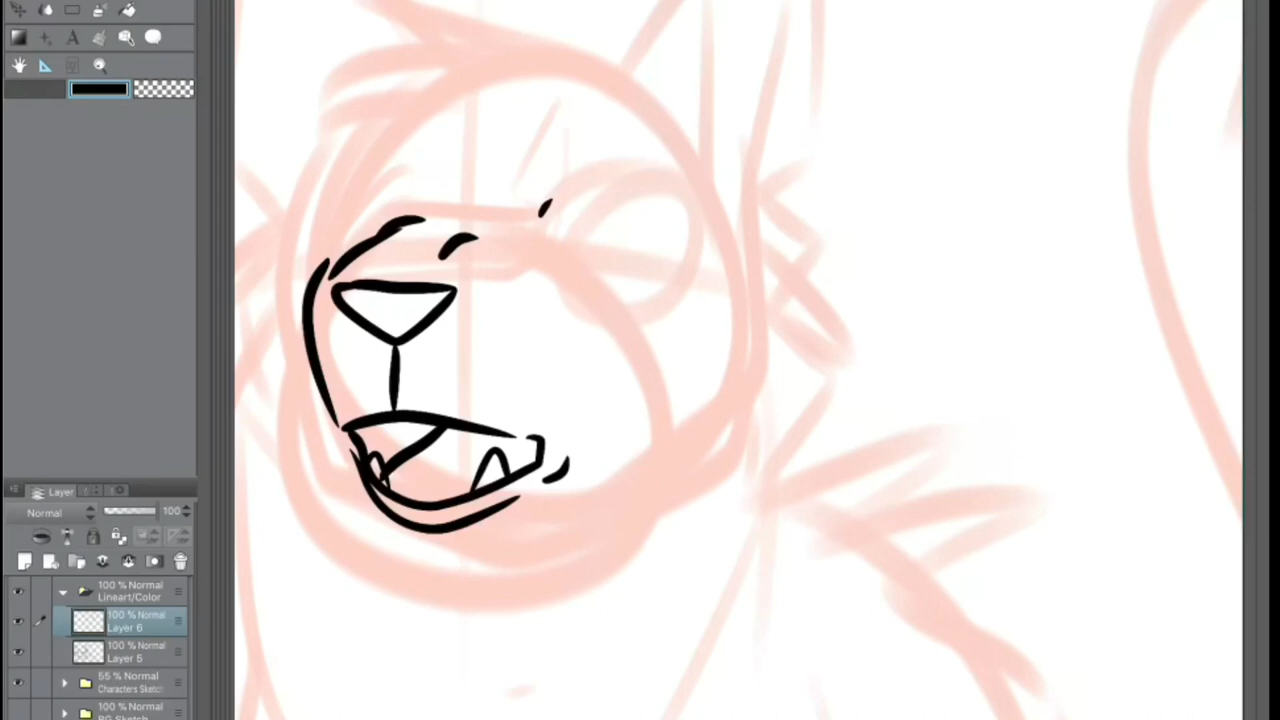 Layer
Normal
100
100 % Normal
Lineart/Color
100 % Normal
Layer 6
100 % Normal
Layer 5
55 % Normal
Characters Sketch
100 % Normal
BG Sketch